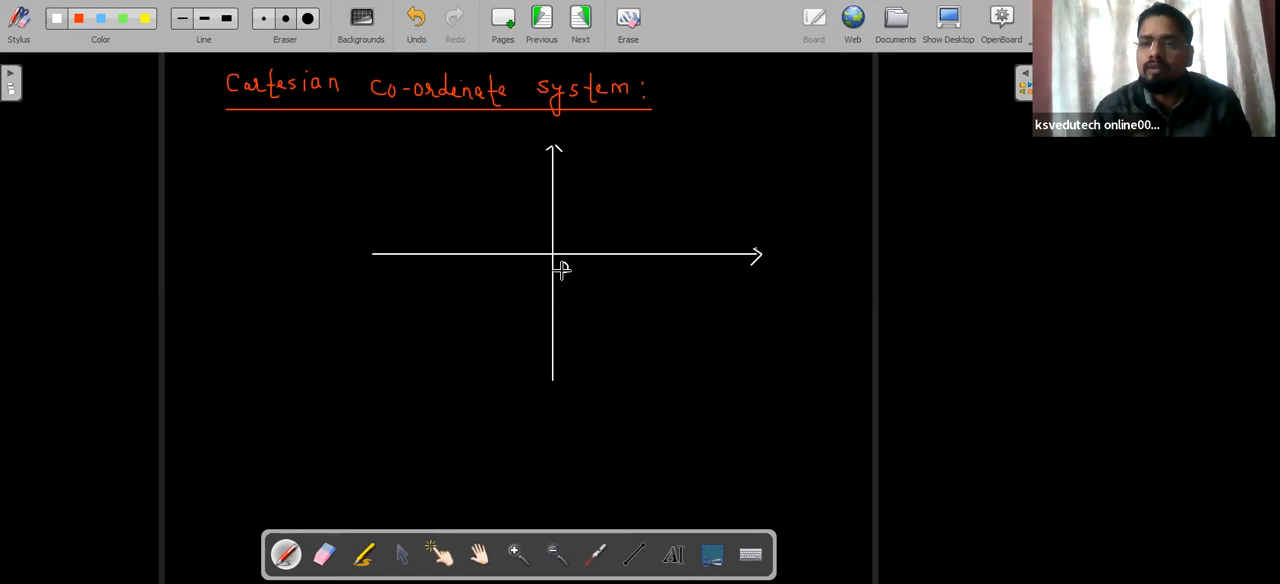 Stylus Color Line Eraser Backgrounds Undo Redo Pages Previous Next Erase Board Web Documents Show Desktop OpenBoard
Cartesian co-ordinate system:
ksvedutech online00...
AI